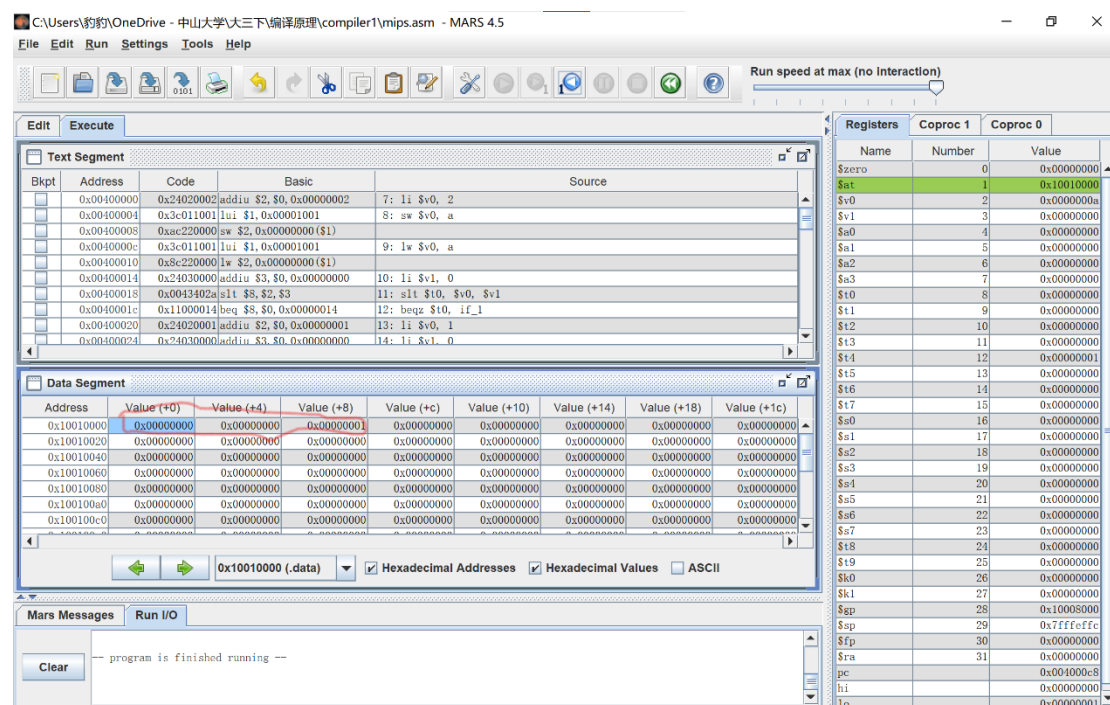 C:\Users\豹豹\OneDrive - 中山大学\大三下\编译原理\compiler1\mips.asm - MARS 4.5
File Edit Run Settings Tools Help
Run speed at max (no interaction)
Edit Execute
Text Segment
Bkpt Address Code Basic Source
0x00400000 0x24020002 addiu $2,$0,0x00000002 7: li $v0, 2
0x00400004 0x3c011001 lui $1,0x00001001 8: sw $v0, a
0x00400008 0xac220000 sw $2,0x00000000($1)
0x0040000c 0x3c011001 lui $1,0x00001001 9: lw $v0, a
0x00400010 0x8c220000 lw $2,0x00000000($1)
0x00400014 0x24030000 addiu $3,$0,0x00000000 10: li $v1, 0
0x00400018 0x0043402a slt $8,$2,$3 11: slt $t0, $v0, $v1
0x0040001c 0x11000014 beq $8,$0,0x00000014 12: beqz $t0, if_1
0x00400020 0x24020001 addiu $2,$0,0x00000001 13: li $v0, 1
0x00400024 0x24030000 addiu $3,$0,0x00000000 14: li $v1, 0
Data Segment
Address Value (+0) Value (+4) Value (+8) Value (+c) Value (+10) Value (+14) Value (+18) Value (+1c)
0x10010000 0x00000000 0x00000000 0x00000001 0x00000000 0x00000000 0x00000000 0x00000000 0x00000000
0x10010020 0x00000000 0x00000000 0x00000000 0x00000000 0x00000000 0x00000000 0x00000000 0x00000000
0x10010040 0x00000000 0x00000000 0x00000000 0x00000000 0x00000000 0x00000000 0x00000000 0x00000000
0x10010060 0x00000000 0x00000000 0x00000000 0x00000000 0x00000000 0x00000000 0x00000000 0x00000000
0x10010080 0x00000000 0x00000000 0x00000000 0x00000000 0x00000000 0x00000000 0x00000000 0x00000000
0x100100a0 0x00000000 0x00000000 0x00000000 0x00000000 0x00000000 0x00000000 0x00000000 0x00000000
0x100100c0 0x00000000 0x00000000 0x00000000 0x00000000 0x00000000 0x00000000 0x00000000 0x00000000
0x10010000 (.data) Hexadecimal Addresses Hexadecimal Values ASCII
Mars Messages Run I/O
Clear
-- program is finished running --
Registers Coproc 1 Coproc 0
Name Number Value
$zero 0 0x00000000
$at 1 0x10010000
$v0 2 0x0000000a
$v1 3 0x00000000
$a0 4 0x00000000
$a1 5 0x00000000
$a2 6 0x00000000
$a3 7 0x00000000
$t0 8 0x00000000
$t1 9 0x00000000
$t2 10 0x00000000
$t3 11 0x00000000
$t4 12 0x00000001
$t5 13 0x00000000
$t6 14 0x00000000
$t7 15 0x00000000
$s0 16 0x00000000
$s1 17 0x00000000
$s2 18 0x00000000
$s3 19 0x00000000
$s4 20 0x00000000
$s5 21 0x00000000
$s6 22 0x00000000
$s7 23 0x00000000
$t8 24 0x00000000
$t9 25 0x00000000
$k0 26 0x00000000
$k1 27 0x00000000
$gp 28 0x10008000
$sp 29 0x7fffeffc
$fp 30 0x00000000
$ra 31 0x00000000
pc 0x004000c8
hi 0x00000000
lo 0x00000001